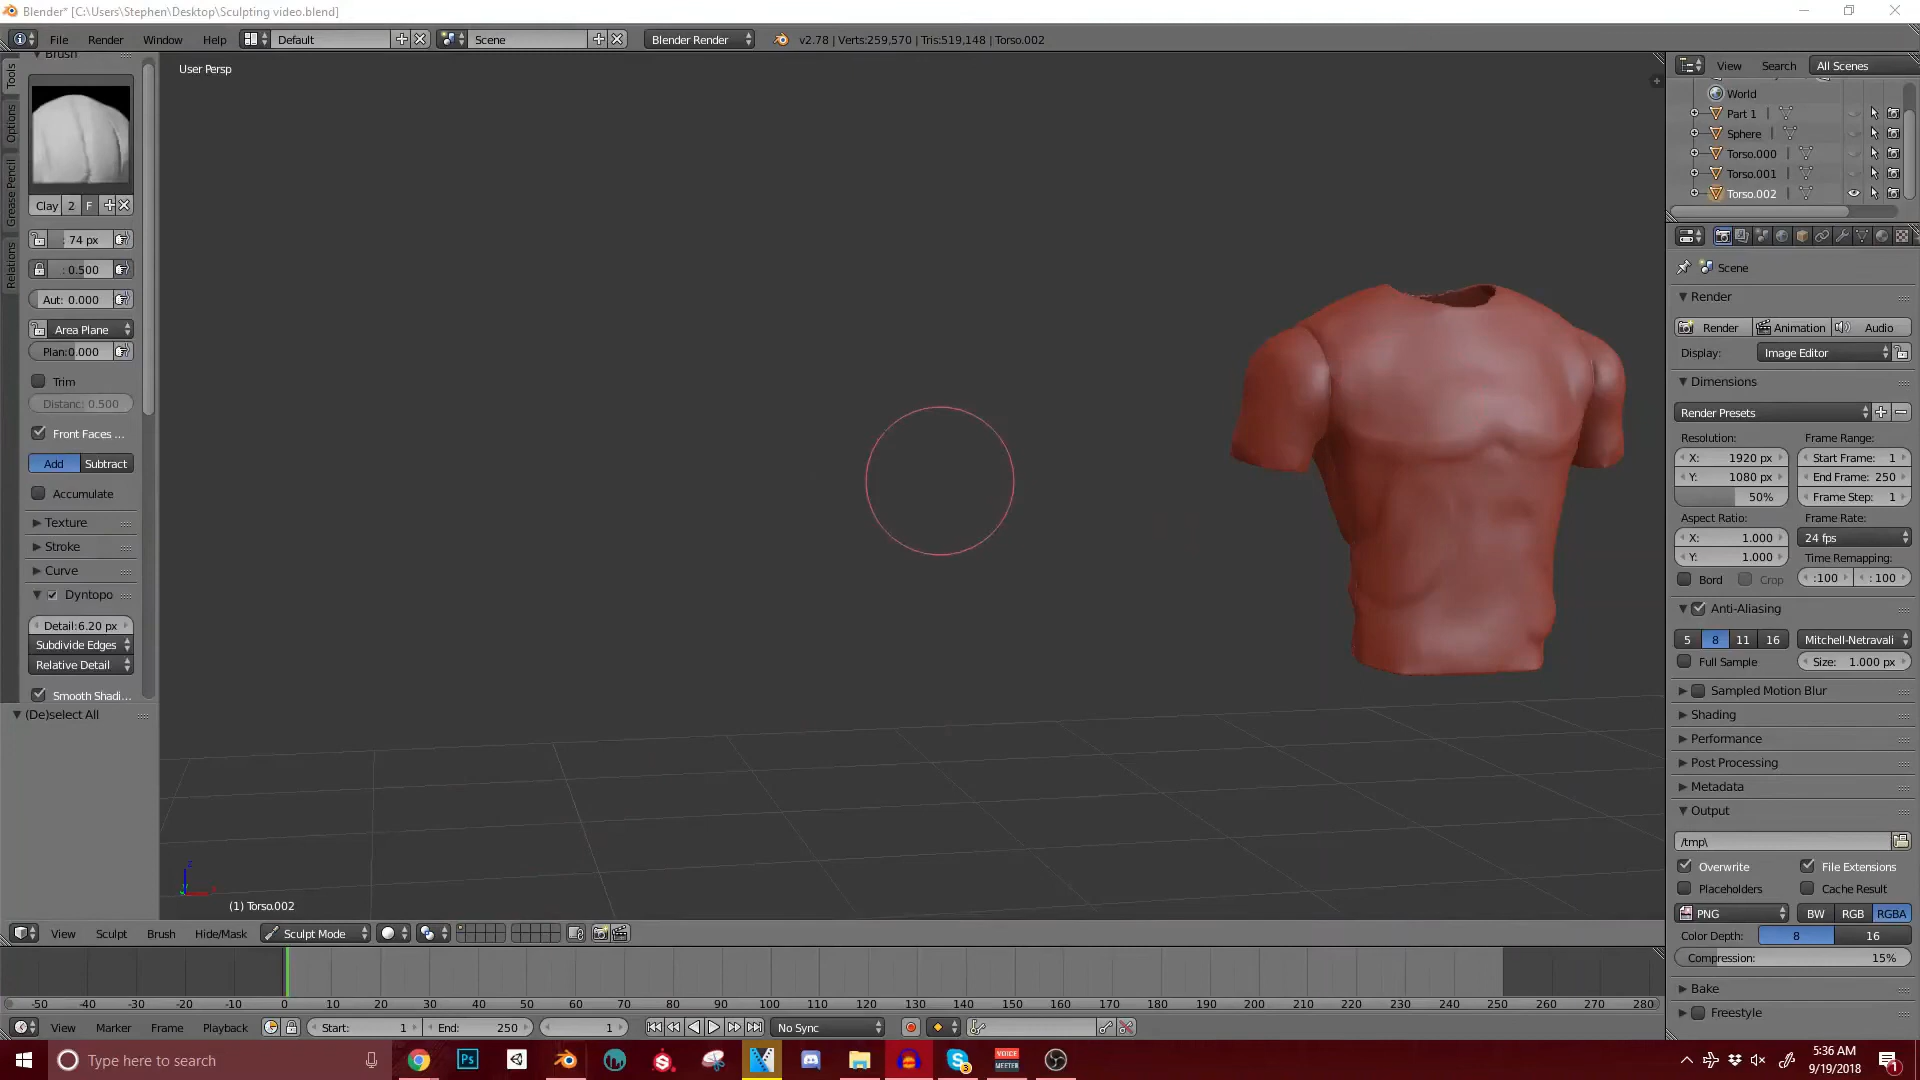 Blender* [C:\Users\Stephen\Desktop\Sculpting video.blend]
File Render Window Help Default Scene Blender Render v2.78 | Verts:259,570 | Tris:519,148 | Torso.002
Brush
Tools
Options
Grease Pencil
Relations
Clay 2 F
: 74 px
: 0.500
Aut: 0.000
Area Plane
Plan:0.000
Trim
Distanc: 0.500
Front Faces ...
Add Subtract
Accumulate
Texture
Stroke
Curve
Dyntopo
Detail:6.20 px
Subdivide Edges
Relative Detail
Smooth Shadi...
(De)select All
User Persp
z
(1) Torso.002
View Sculpt Brush Hide/Mask Sculpt Mode
View Search All Scenes
World
Part 1
Sphere
Torso.000
Torso.001
Torso.002
Scene
Render
Render Animation Audio
Display: Image Editor
Dimensions
Render Presets
Resolution: Frame Range:
X: 1920 px Start Frame: 1
Y: 1080 px End Frame: 250
50% Frame Step: 1
Aspect Ratio: Frame Rate:
X: 1.000 24 fps
Y: 1.000 Time Remapping:
Bord Crop :100 : 100
Anti-Aliasing
5 8 11 16 Mitchell-Netravali
Full Sample Size: 1.000 px
Sampled Motion Blur
Shading
Performance
Post Processing
Metadata
Output
/tmp\
Overwrite File Extensions
Placeholders Cache Result
PNG BW RGB RGBA
Color Depth: 8 16
Compression: 15%
Bake
Freestyle
-50 -40 -30 -20 -10 0 10 20 30 40 50 60 70 80 90 100 110 120 130 140 150 160 170 180 190 200 210 220 230 240 250 260 270 280
View Marker Frame Playback Start: 1 End: 250 1 No Sync
Type here to search
Ps
3
VOICE
MEETER
5:36 AM
9/19/2018
1